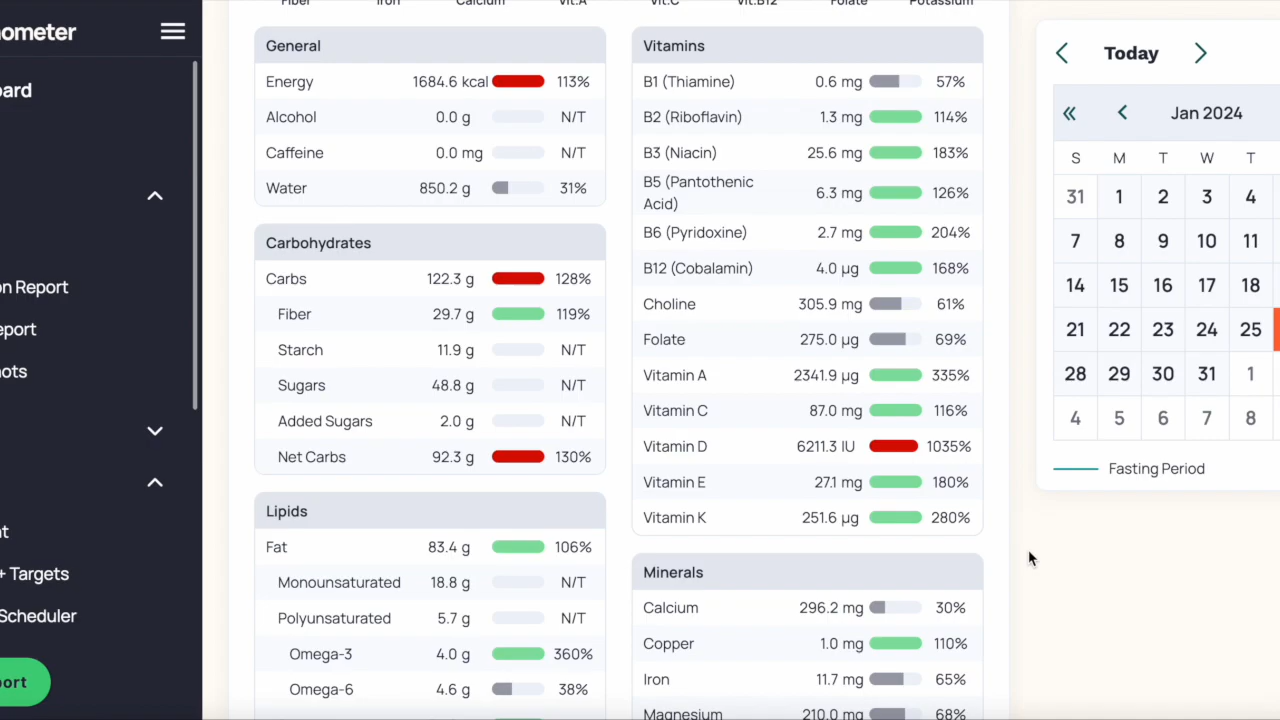 Fiber Iron Calcium Vit.A Vit.C Vit.B12 Folate Potassium
ometer
ard
on Report
eport
ots
t
+ Targets
Scheduler
port
General
Energy 1684.6 kcal 113%
Alcohol 0.0 g N/T
Caffeine 0.0 mg N/T
Water 850.2 g 31%
Carbohydrates
Carbs 122.3 g 128%
Fiber 29.7 g 119%
Starch 11.9 g N/T
Sugars 48.8 g N/T
Added Sugars 2.0 g N/T
Net Carbs 92.3 g 130%
Lipids
Fat 83.4 g 106%
Monounsaturated 18.8 g N/T
Polyunsaturated 5.7 g N/T
Omega-3 4.0 g 360%
Omega-6 4.6 g 38%
Vitamins
B1 (Thiamine) 0.6 mg 57%
B2 (Riboflavin) 1.3 mg 114%
B3 (Niacin) 25.6 mg 183%
B5 (Pantothenic
Acid) 6.3 mg 126%
B6 (Pyridoxine) 2.7 mg 204%
B12 (Cobalamin) 4.0 µg 168%
Choline 305.9 mg 61%
Folate 275.0 µg 69%
Vitamin A 2341.9 µg 335%
Vitamin C 87.0 mg 116%
Vitamin D 6211.3 IU 1035%
Vitamin E 27.1 mg 180%
Vitamin K 251.6 µg 280%
Minerals
Calcium 296.2 mg 30%
Copper 1.0 mg 110%
Iron 11.7 mg 65%
Magnesium 210.0 mg 68%
Today
« Jan 2024
S M T W T
31 1 2 3 4
7 8 9 10 11
14 15 16 17 18
21 22 23 24 25
28 29 30 31 1
4 5 6 7 8
Fasting Period